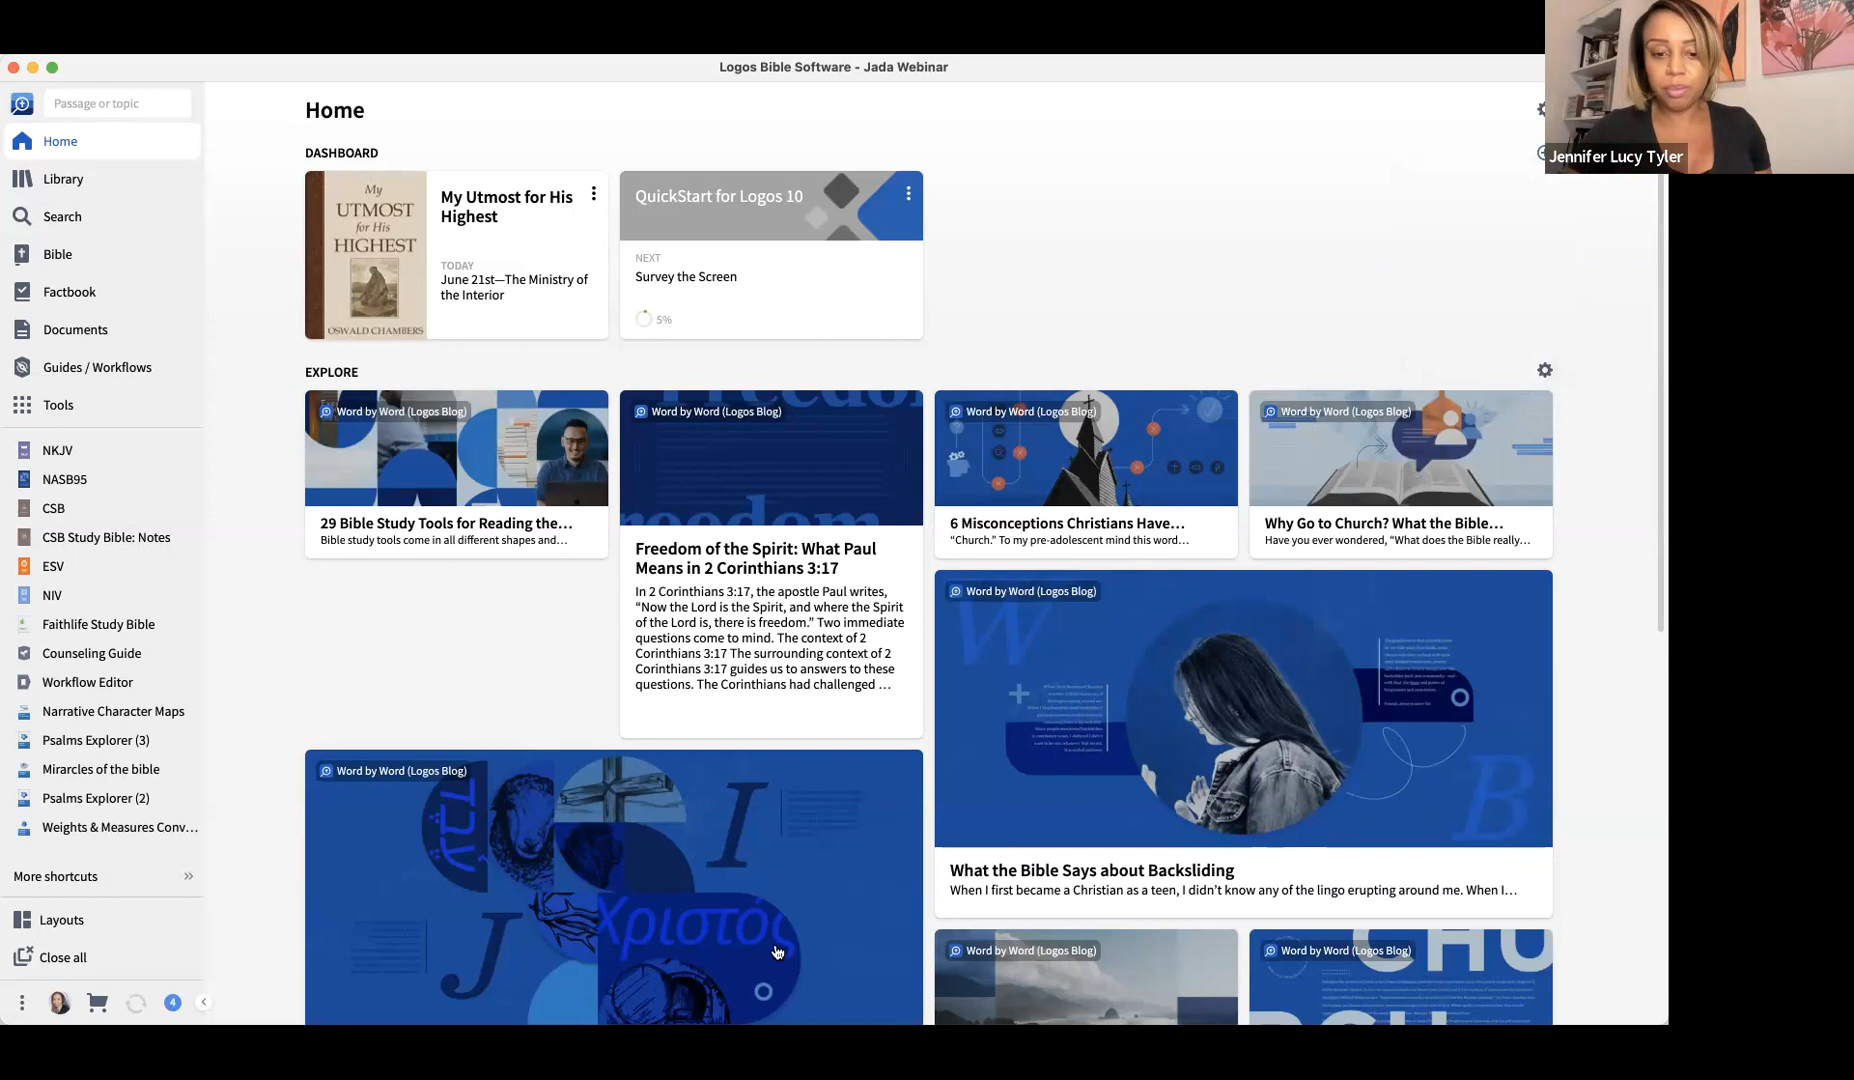 Logos Bible Software - Jada Webinar
Jennifer Lucy Tyler
Passage or topic
Home
Library
Search
Bible
Factbook
Documents
Guides / Workflows
Tools
NKJV
NASB95
CSB
CSB Study Bible: Notes
ESV
NIV
Faithlife Study Bible
Counseling Guide
Workflow Editor
Narrative Character Maps
Psalms Explorer (3)
Mirarcles of the bible
Psalms Explorer (2)
Weights & Measures Conv...
More shortcuts
Layouts
Close all
4
Home
DASHBOARD
My
UTMOST
for His
HIGHEST
OSWALD CHAMBERS
My Utmost for His
Highest
TODAY
June 21st—The Ministry of
the Interior
QuickStart for Logos 10
NEXT
Survey the Screen
5%
EXPLORE
Word by Word (Logos Blog)
29 Bible Study Tools for Reading the...
Bible study tools come in all different shapes and...
Word by Word (Logos Blog)
Freedom
Freedom of the Spirit: What Paul
Means in 2 Corinthians 3:17
In 2 Corinthians 3:17, the apostle Paul writes,
“Now the Lord is the Spirit, and where the Spirit
of the Lord is, there is freedom.” Two immediate
questions come to mind. The context of 2
Corinthians 3:17 The surrounding context of 2
Corinthians 3:17 guides us to answers to these
questions. The Corinthians had challenged ...
Word by Word (Logos Blog)
6 Misconceptions Christians Have...
“Church.” To my pre-adolescent mind this word...
Word by Word (Logos Blog)
Why Go to Church? What the Bible...
Have you ever wondered, “What does the Bible really...
Word by Word (Logos Blog)
W
B
What the Bible Says about Backsliding
When I first became a Christian as a teen, I didn’t know any of the lingo erupting around me. When I...
Word by Word (Logos Blog)
I
J
Χριστός
Word by Word (Logos Blog)
Word by Word (Logos Blog)
CHU